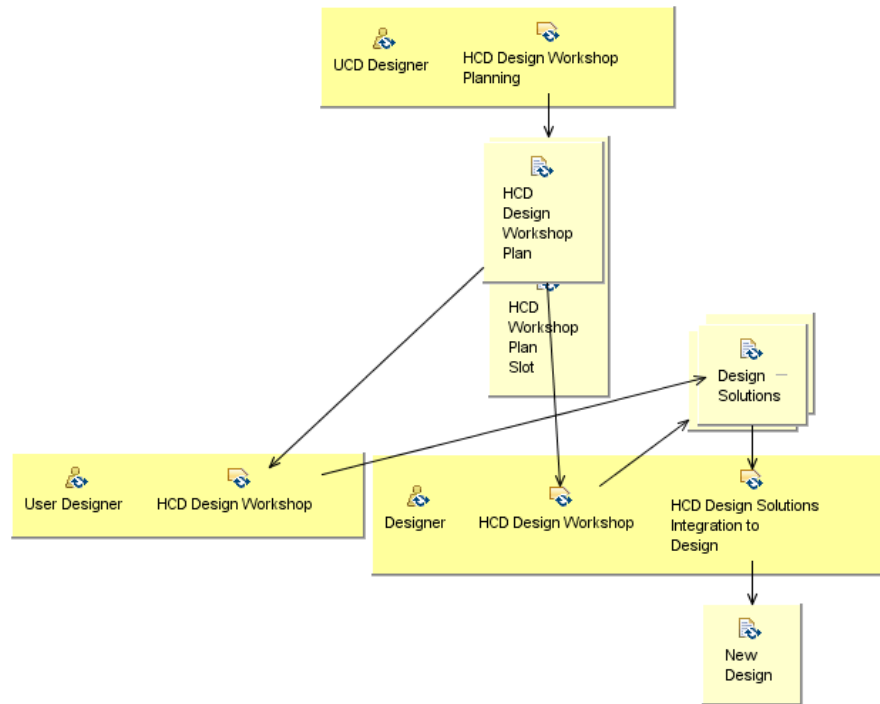 UCD Designer
HCD Design Workshop
Planning
HCD
Design
Workshop
Plan
HCD
Workshop
Plan
Slot
Design
Solutions
User Designer
HCD Design Workshop
Designer
HCD Design Workshop
HCD Design Solutions
Integration to
Design
New
Design